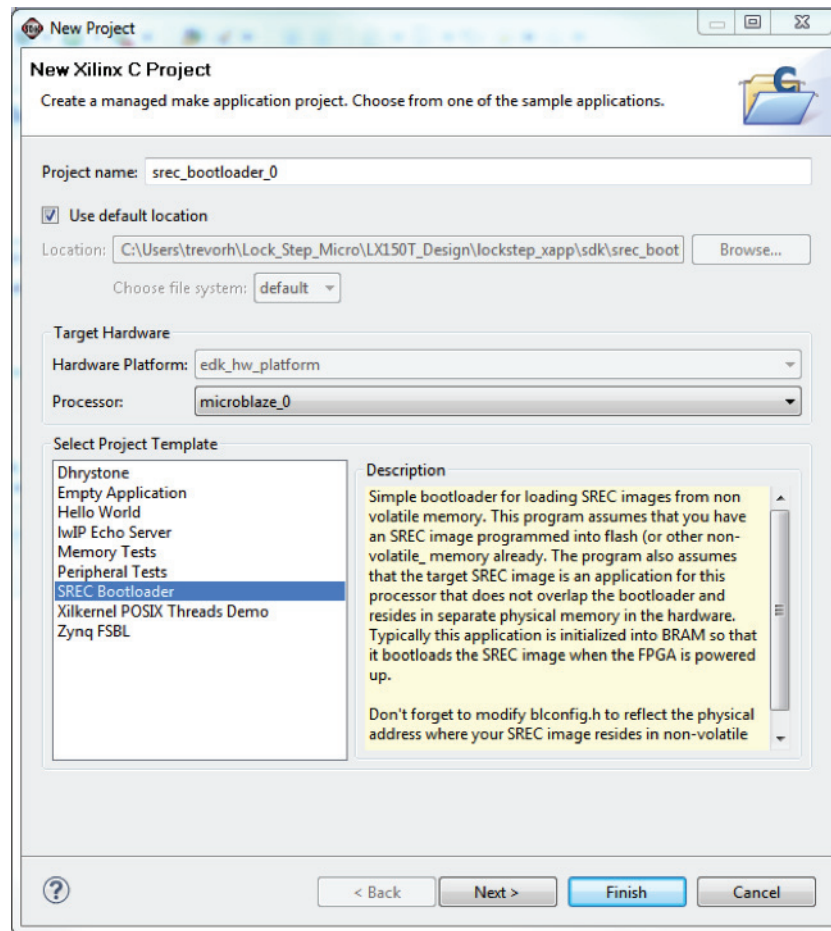 New Project
New Xilinx C Project
Create a managed make application project. Choose from one of the sample applications.
Project name: srec_bootloader_0
Use default location
Location: C:\Users\trevorh\Lock_Step_Micro\LX150T_Design\lockstep_xapp\sdk\srec_boot Browse...
Choose file system: default
Target Hardware
Hardware Platform: edk_hw_platform
Processor: microblaze_0
Select Project Template
Dhrystone
Empty Application
Hello World
lwIP Echo Server
Memory Tests
Peripheral Tests
SREC Bootloader
Xilkernel POSIX Threads Demo
Zynq FSBL
Description
Simple bootloader for loading SREC images from non
volatile memory. This program assumes that you have
an SREC image programmed into flash (or other non-
volatile_ memory already. The program also assumes
that the target SREC image is an application for this
processor that does not overlap the bootloader and
resides in separate physical memory in the hardware.
Typically this application is initialized into BRAM so that
it bootloads the SREC image when the FPGA is powered
up.
Don't forget to modify blconfig.h to reflect the physical
address where your SREC image resides in non-volatile
? < Back Next > Finish Cancel